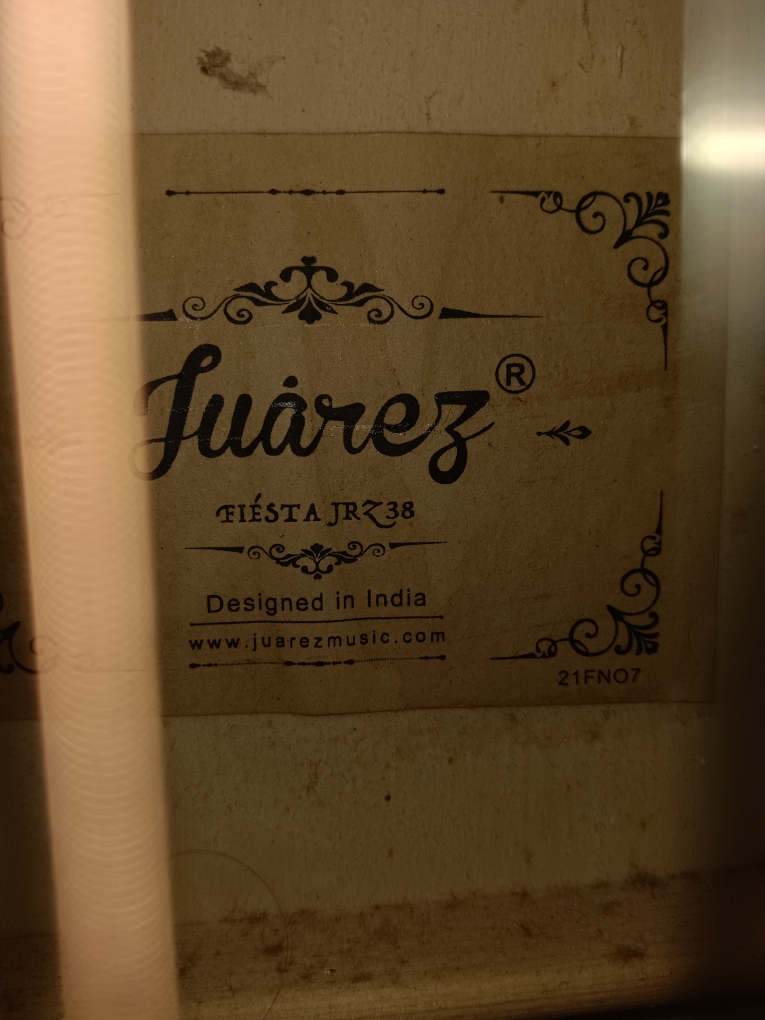 Juárez®
FIÉSTA JRZ38
Designed in India
www.juarezmusic.com
21FNO7